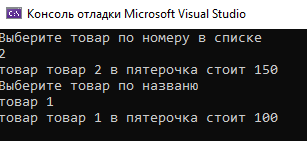 Консоль отладки Microsoft Visual Studio
Выберите товар по номеру в списке
2
товар товар 2 в пятерочка стоит 150
Выберите товар по названю
товар 1
товар товар 1 в пятерочка стоит 100